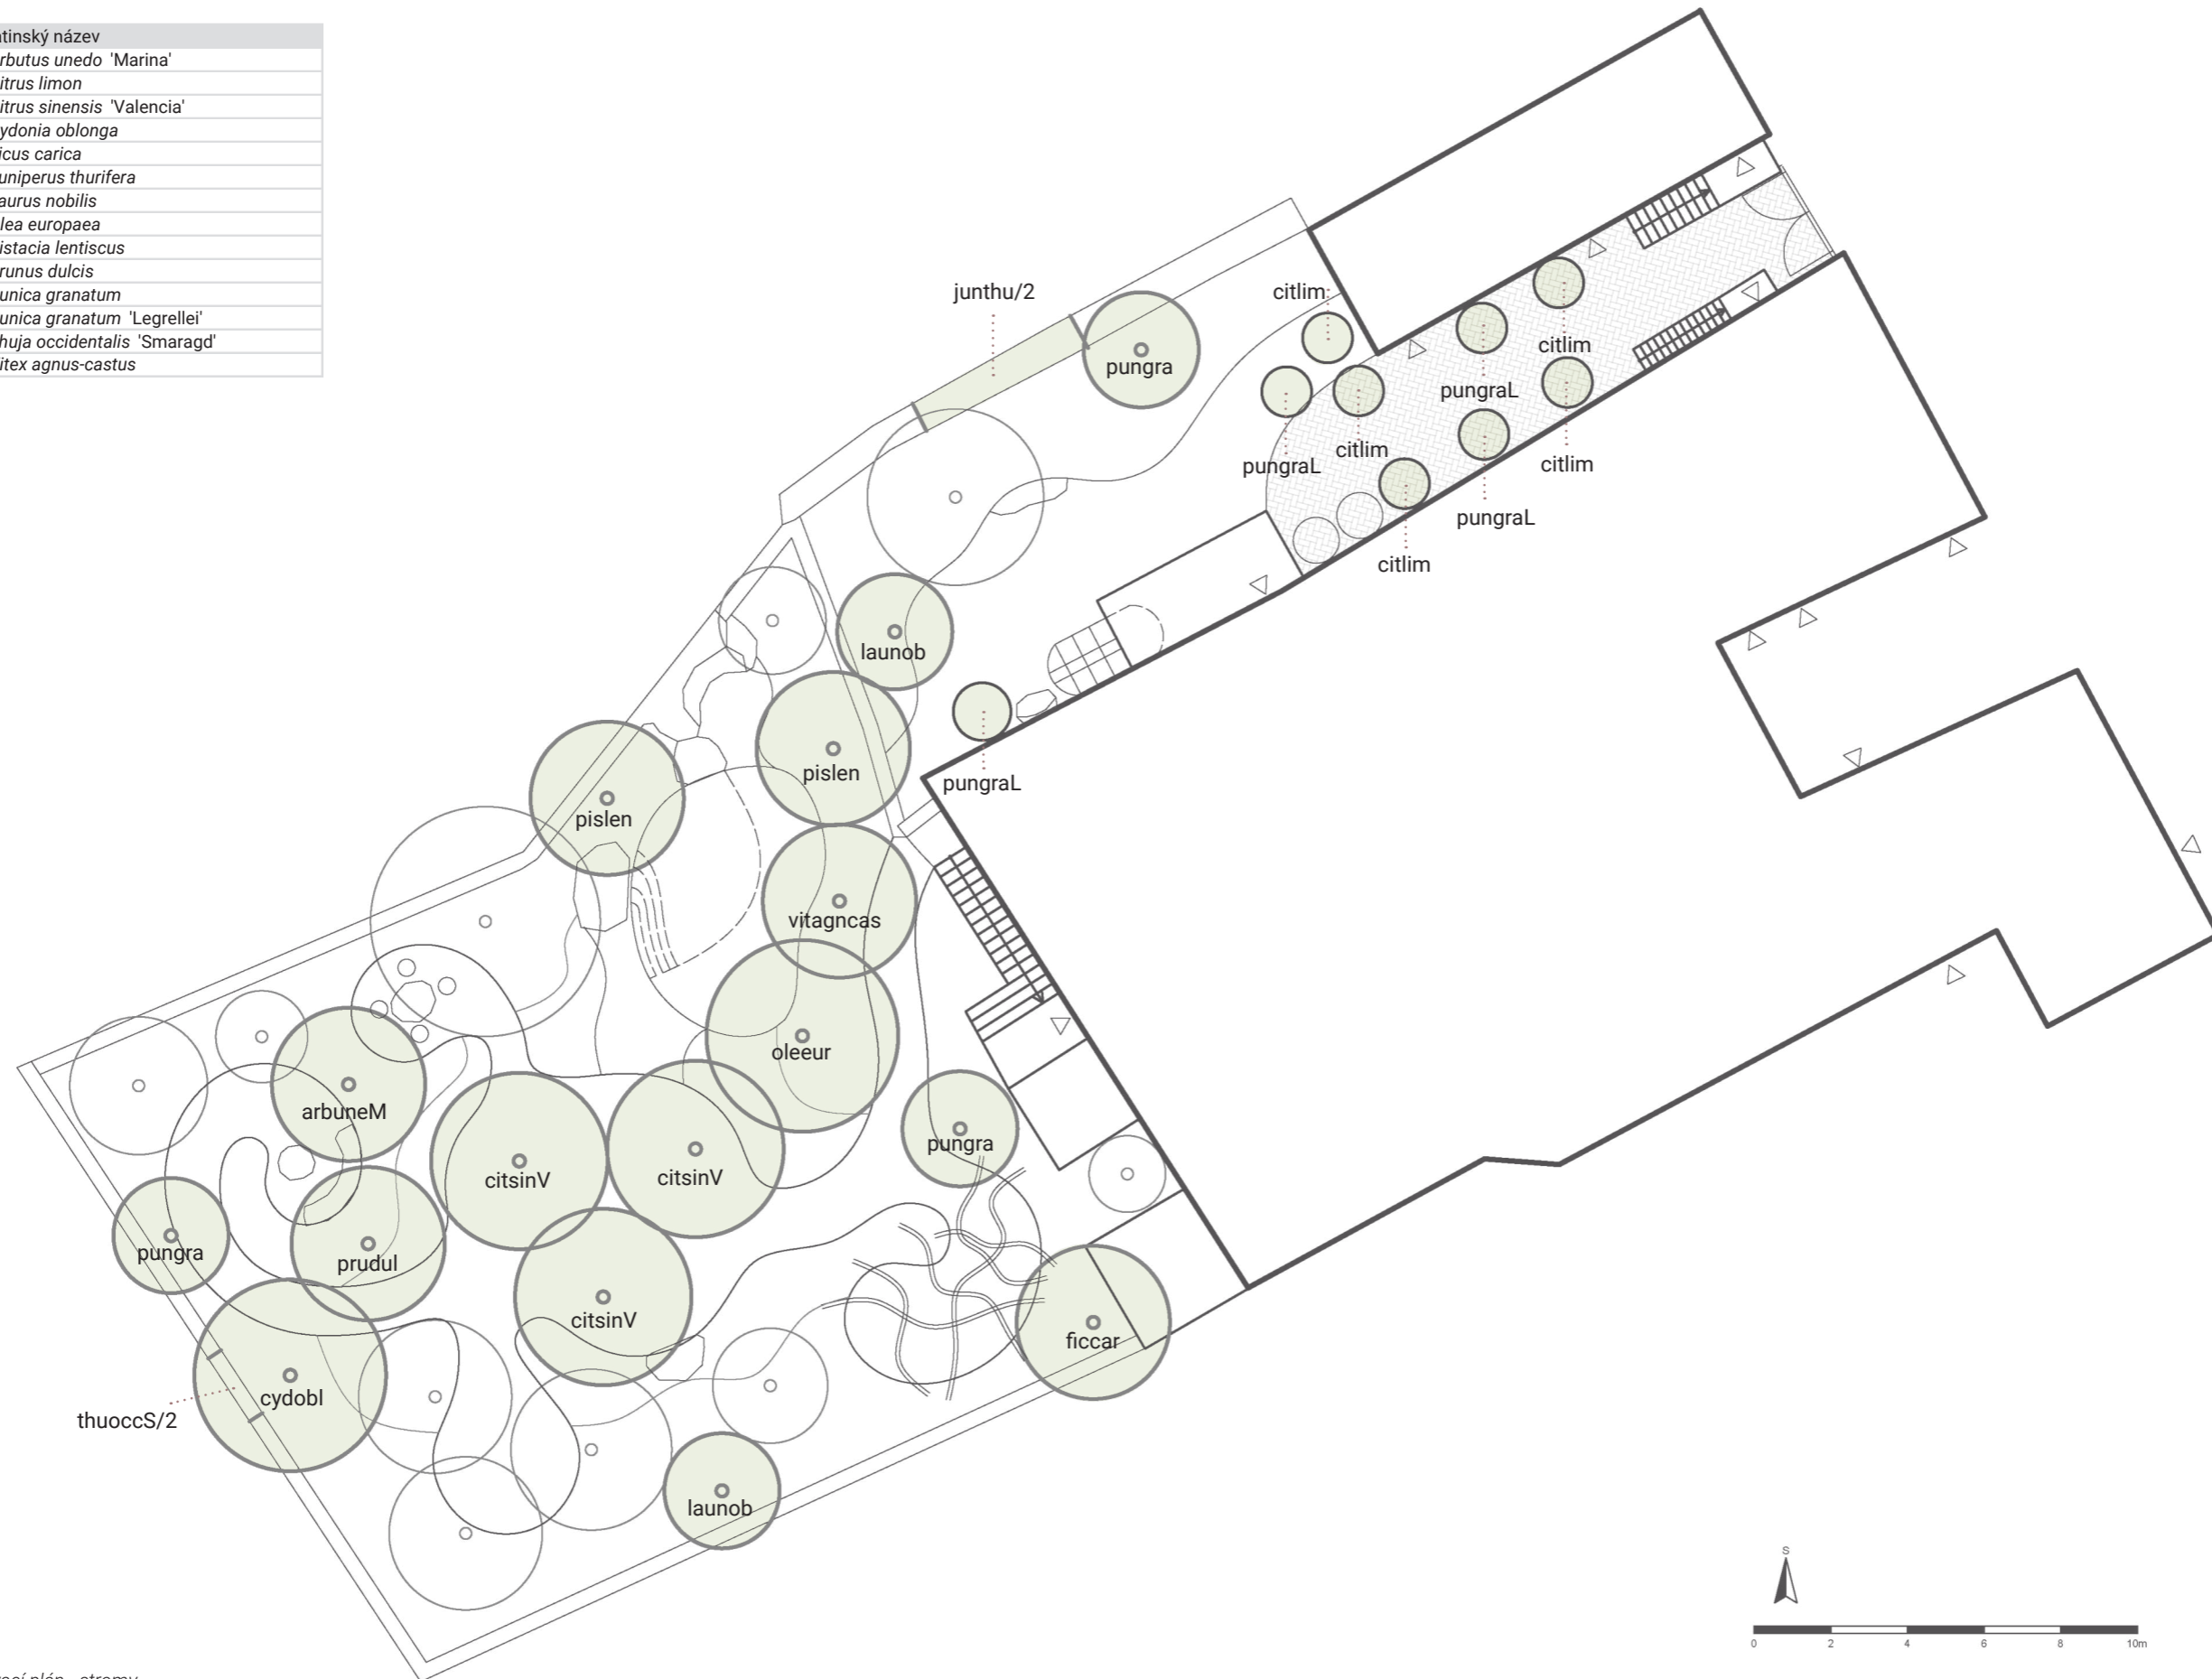 tinský název
rbutus unedo 'Marina'
itrus limon
itrus sinensis 'Valencia'
ydonia oblonga
icus carica
uniperus thurifera
aurus nobilis
lea europaea
istacia lentiscus
runus dulcis
unica granatum
unica granatum 'Legrellei'
huja occidentalis 'Smaragd'
itex agnus-castus
junthu/2
citlim
pungra
citlim
pungraL
citlim
pungraL
citlim
pungraL
citlim
launob
pislen
pungraL
pislen
vitagncas
oleeur
arbuneM
pungra
citsinV
citsinV
pungra
prudul
citsinV
ficcar
cydobl
thuoccS/2
launob
S
0 2 4 6 8 10m
plán - stromy